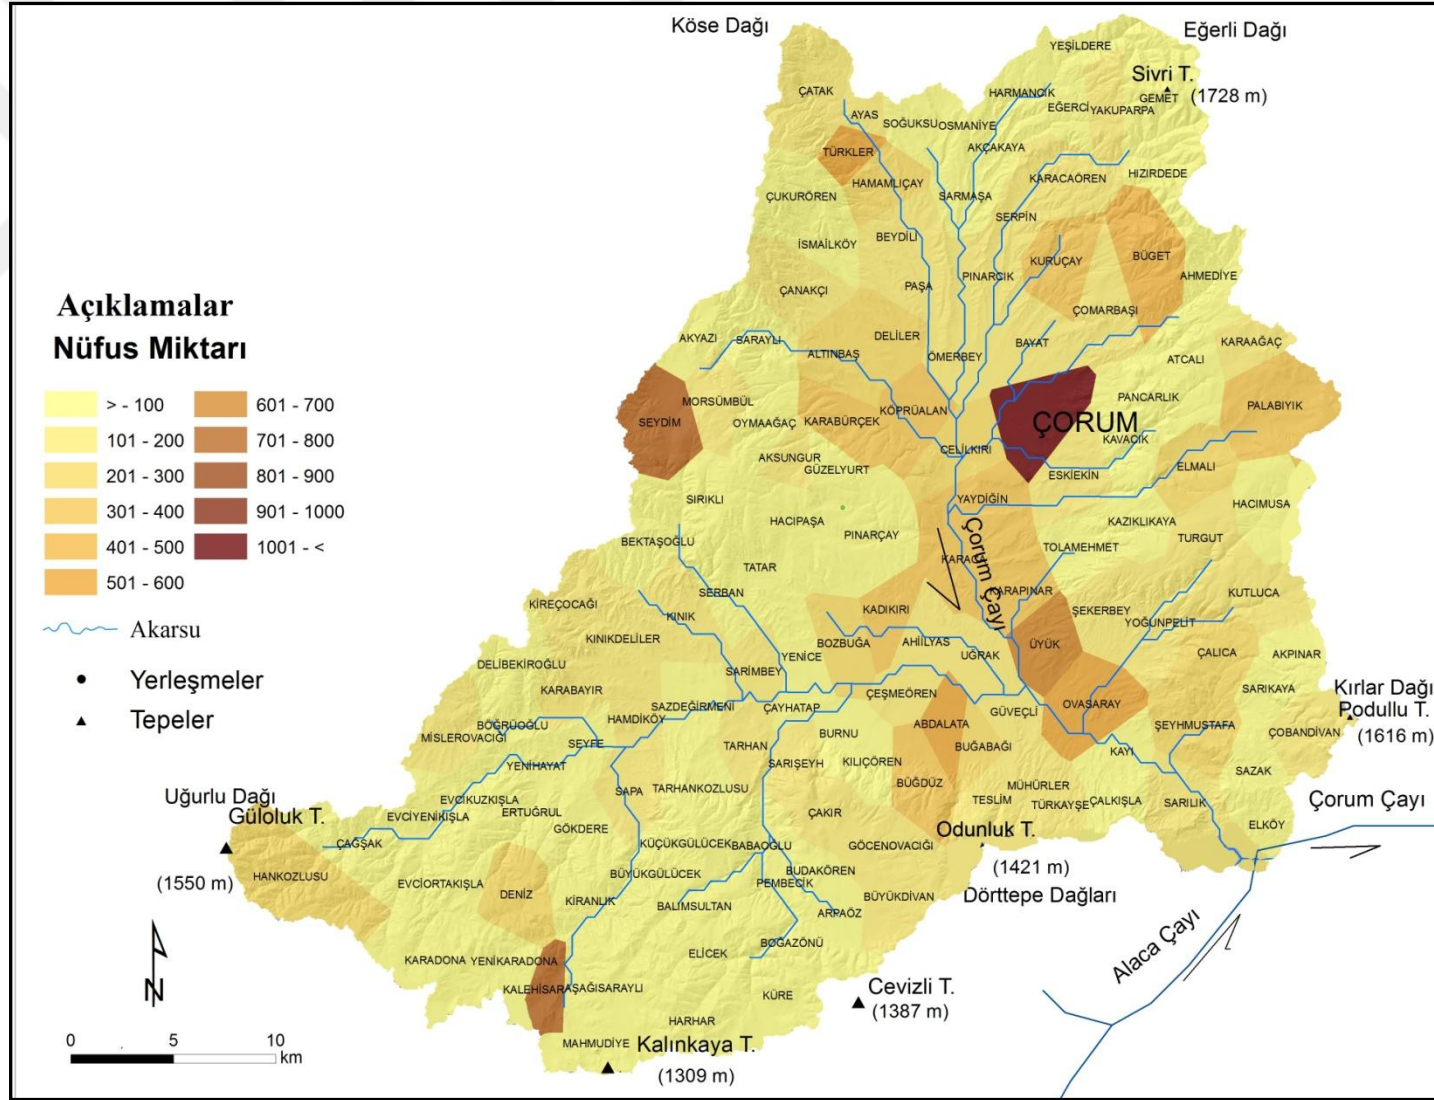 Köse Dağı
Eğerli Dağı
YEŞİLDERE
Sivri T.
(1728 m)
GEMET
ÇATAK
HARMANCIK
EĞERCİ
YAKUPARPA
AYAS
SOĞUKSU
OSMANİYE
AKÇAKAYA
TÜRKLER
HAMAMLIÇAY
KARACAÖREN
HIZIRDEDE
ÇUKURÖREN
SARMAŞA
SERPİN
İSMAİLKÖY
BEYDİLİ
KURUÇAY
BÜGET
AHMEDİYE
PINARCIK
PAŞA
ÇANAKÇI
ÇOMARBAŞI
Açıklamalar
Nüfus Miktarı
> - 100
101 - 200
201 - 300
301 - 400
401 - 500
501 - 600
601 - 700
701 - 800
801 - 900
901 - 1000
1001 - <
Akarsu
Yerleşmeler
Tepeler
AKYAZI
SARAYLI
DELİLER
ALTINBAŞ
ÖMERBEY
BAYAT
KARAAĞAÇ
ATCALI
MORSÜMBÜL
SEYDİM
OYMAAĞAÇ
KARABÜRÇEK
KÖPRÜALAN
ÇORUM
PANCARLIK
PALABIYIK
KAVACIK
CELİLKIRI
AKSUNGUR
GÜZELYURT
ESKİEKİN
ELMALI
SIRIKLI
YAYDIĞIN
HACIMUSA
HACIPAŞA
PINARÇAY
KAZIKLIKAYA
TURGUT
BEKTAŞOĞLU
TOLAMEHMET
Çorum Çayı
TATAR
SERBAN
KARAPINAR
KUTLUCA
KİREÇOCAĞI
KINIK
KADIKIRI
ŞEKERBEY
YOĞUNPELİT
KINIKDELİLER
BOZBUĞA
AHİİLYAS
UĞRAK
ÜYÜK
ÇALICA
AKPINAR
DELİBEKİROĞLU
YENİCE
SARİMBEY
KARABAYIR
SAZDEĞİRMENİ
ÇAYHATAP
ÇEŞMEÖREN
GÜVEÇLİ
OVASARAY
SARIKAYA
Kırlar Dağı
Podullu T.
(1616 m)
BÖĞRÜOĞLU
HAMDİKÖY
MİSLEROVACIĞI
SEYFE
BURNU
ABDALATA
BUĞABAĞI
ŞEYHMUSTAFA
ÇOBANDİVAN
TARHAN
KAYI
YENİHAYAT
SARIŞEYH
KILIÇÖREN
SAZAK
SAPA
TARHANKOZLUSU
BÜĞDÜZ
MÜHÜRLER
TESLİM
TÜRKAYŞE
ÇALKIŞLA
SARILIK
Uğurlu Dağı
Güloluk T.
(1550 m)
EVCİKUZKIŞLA
EVCİYENİKIŞLA
ERTUĞRUL
GÖKDERE
ÇAKIR
Çorum Çayı
ELKÖY
ÇAĞŞAK
KÜÇÜKGÜLÜCEK
BABAOĞLU
GÖCENOVACIĞI
Odunluk T.
(1421 m)
Dörttepe Dağları
HANKOZLUSU
EVCİORTAKIŞLA
BÜYÜKGÜLÜCEK
BUDAKÖREN
PEMBECİK
DENİZ
KİRANLIK
BALIMSULTAN
ARPAÖZ
BÜYÜKDİVAN
BOĞAZÖNÜ
ELİCEK
KARADONA
YENİKARADONA
KALEHİSAR
AŞAĞISARAYLI
KÜRE
Cevizli T.
(1387 m)
Alaca Çayı
HARHAR
MAHMUDİYE
Kalınkaya T.
(1309 m)
N
0 5 10
km